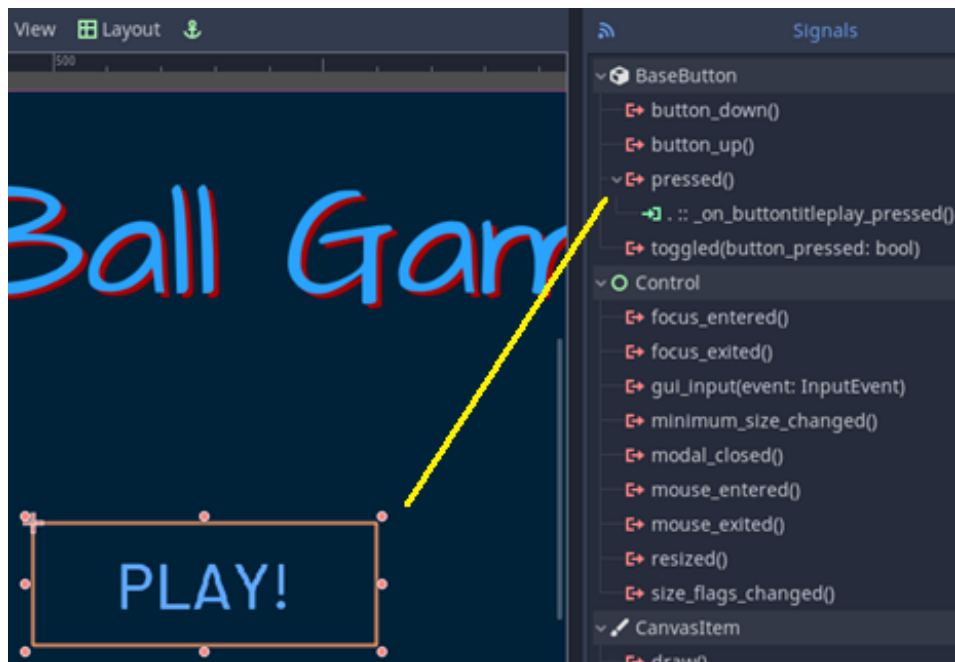 View Layout
500
Ball Gam
PLAY!
Signals
BaseButton
button_down()
button_up()
pressed()
. :: _on_buttontitleplay_pressed()
toggled(button_pressed: bool)
Control
focus_entered()
focus_exited()
gui_input(event: InputEvent)
minimum_size_changed()
modal_closed()
mouse_entered()
mouse_exited()
resized()
size_flags_changed()
CanvasItem
draw()